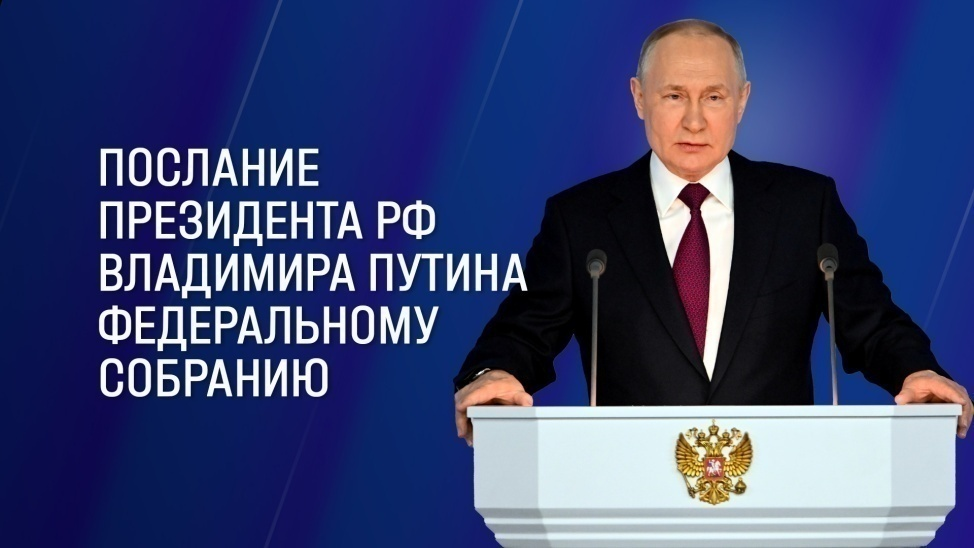 ПОСЛАНИЕ
ПРЕЗИДЕНТА РФ
ВЛАДИМИРА ПУТИНА
ФЕДЕРАЛЬНОМУ
СОБРАНИЮ